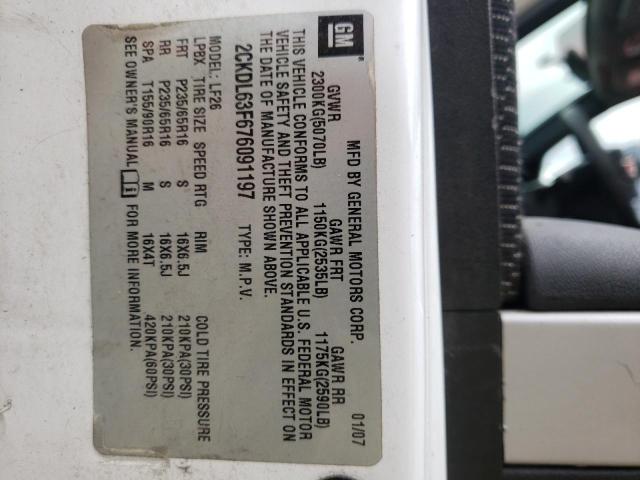 GM
MFD BY GENERAL MOTORS CORP. 01/07
GVWR GAWR FRT GAWR RR
2300KG(5070LB) 1150KG(2535LB) 1175KG(2590LB)
THIS VEHICLE CONFORMS TO ALL APPLICABLE U.S. FEDERAL MOTOR
VEHICLE SAFETY AND THEFT PREVENTION STANDARDS IN EFFECT ON
THE DATE OF MANUFACTURE SHOWN ABOVE.
2CKDL63F676091197 TYPE: M.P.V.
MODEL: LF26
LPBX TIRE SIZE SPEED RTG RIM COLD TIRE PRESSURE
FRT P235/65R16 S 16X6.5J 210KPA(30PSI)
RR P235/65R16 S 16X6.5J 210KPA(30PSI)
SPA T155/90R16 M 16X4T 420KPA(60PSI)
SEE OWNER'S MANUAL FOR MORE INFORMATION.